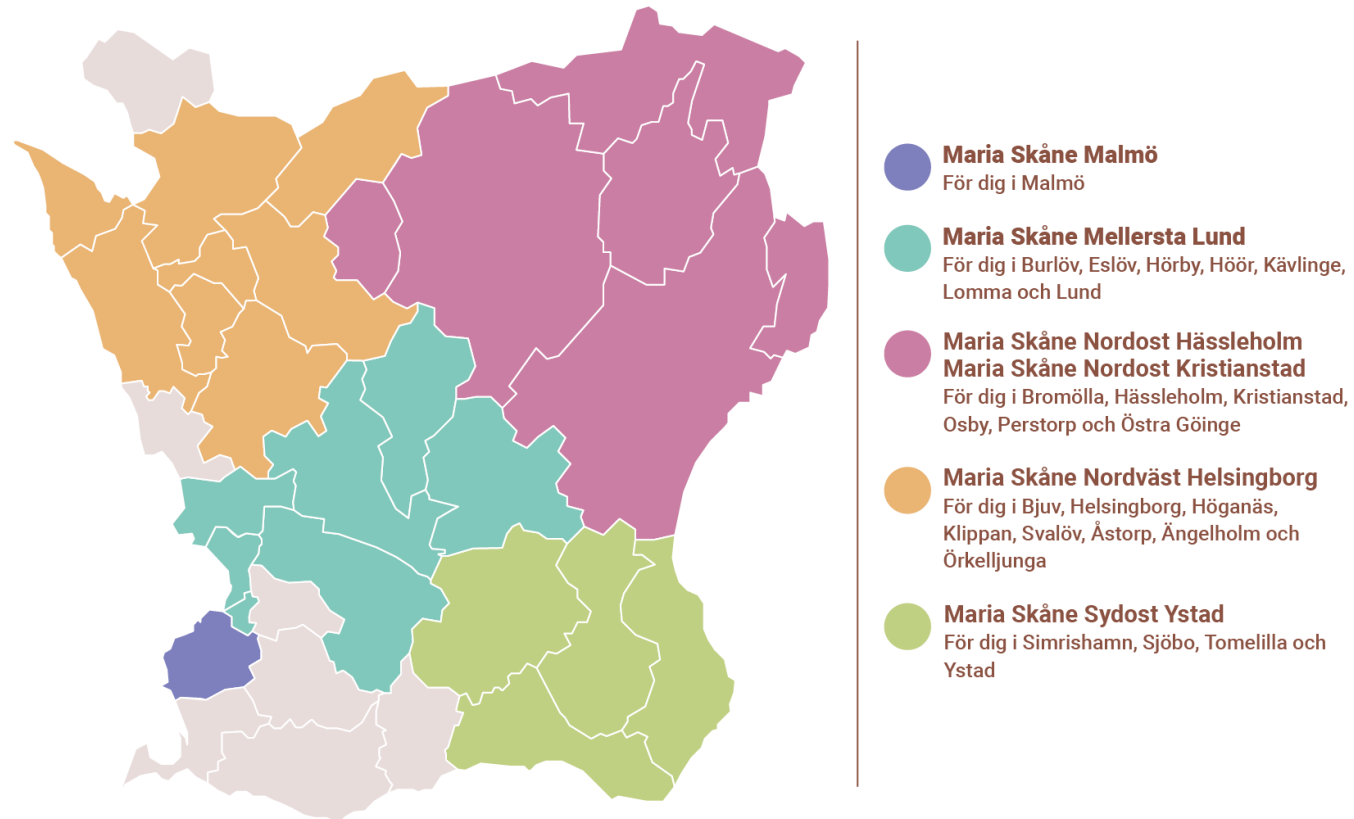 Maria Skåne Malmö
För dig i Malmö
Maria Skåne Mellersta Lund
För dig i Burlöv, Eslöv, Hörby, Höör, Kävlinge,
Lomma och Lund
Maria Skåne Nordost Hässleholm
Maria Skåne Nordost Kristianstad
För dig i Bromölla, Hässleholm, Kristianstad,
Osby, Perstorp och Östra Göinge
Maria Skåne Nordväst Helsingborg
För dig i Bjuv, Helsingborg, Höganäs,
Klippan, Svalöv, Åstorp, Ängelholm och
Örkelljunga
Maria Skåne Sydost Ystad
För dig i Simrishamn, Sjöbo, Tomelilla och
Ystad